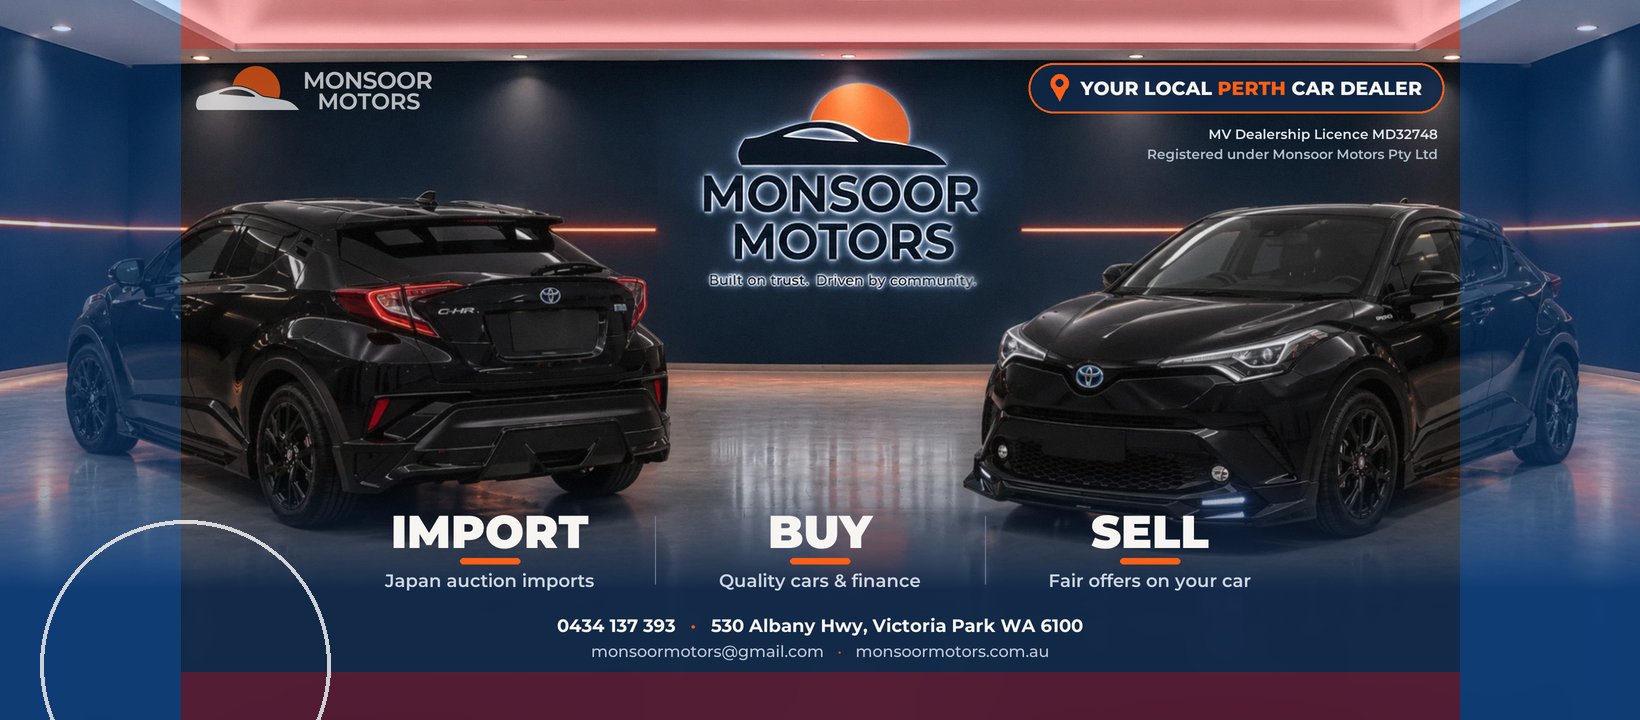 MONSOOR
MOTORS
YOUR LOCAL PERTH CAR DEALER
MV Dealership Licence MD32748
Registered under Monsoor Motors Pty Ltd
MONSOOR
MOTORS
Built on trust. Driven by community.
C-HR
IMPORT
Japan auction imports
BUY
Quality cars & finance
SELL
Fair offers on your car
0434 137 393 • 530 Albany Hwy, Victoria Park WA 6100
monsoormotors@gmail.com • monsoormotors.com.au